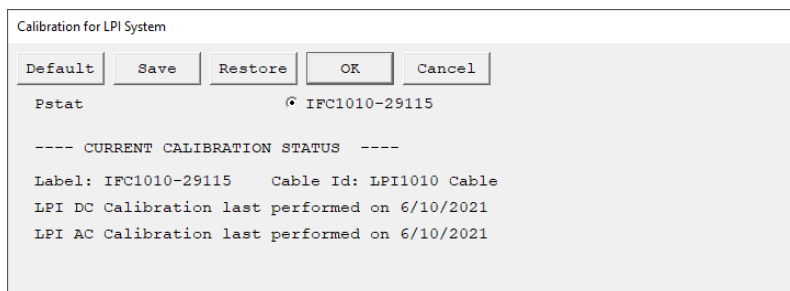 Calibration for LPI System
Default Save Restore OK Cancel
Pstat IFC1010-29115
---- CURRENT CALIBRATION STATUS ----
Label: IFC1010-29115 Cable Id: LPI1010 Cable
LPI DC Calibration last performed on 6/10/2021
LPI AC Calibration last performed on 6/10/2021